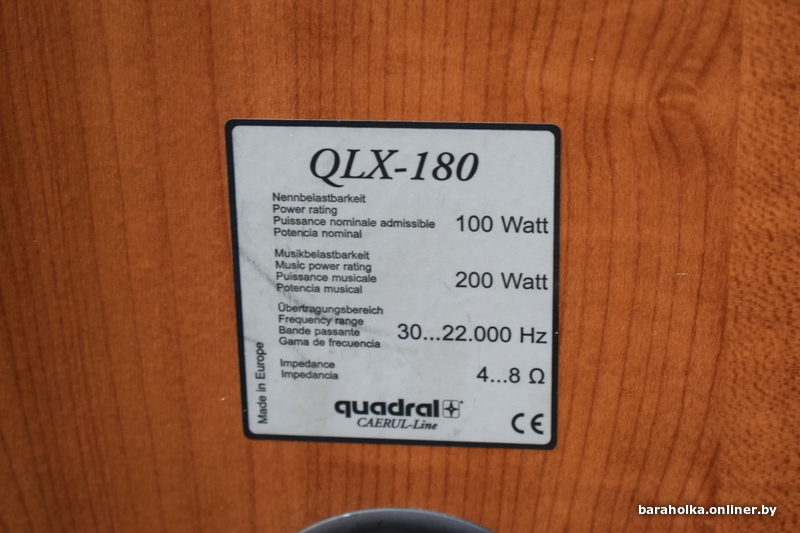 QLX-180
Nennbelastbarkeit
Power rating
Puissance nominale admissible
Potencia nominal
100 Watt
Musikbelastbarkeit
Music power rating
Puissance musicale
Potencia musical
200 Watt
Übertragungsbereich
Frequency range
Bande passante
Gama de frecuencia
30...22.000 Hz
Impedance
Impedancia
4...8 Ω
Made in Europe
quadral
CAERUL-Line
CE
baraholka.onliner.by